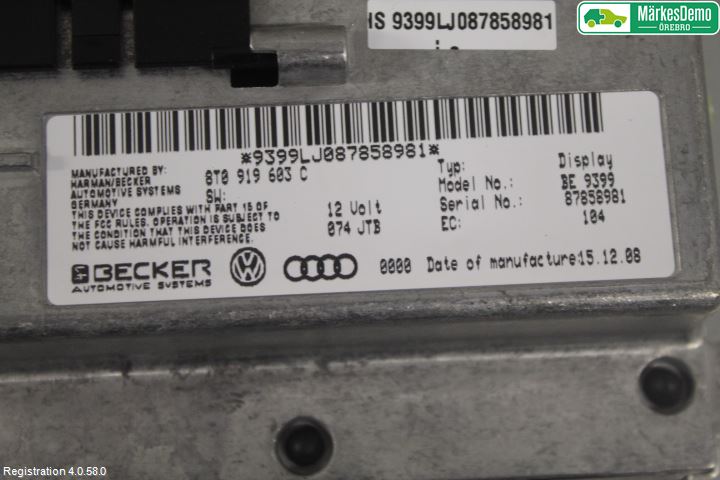 HS 9399LJ087858981
MärkesDemo
ÖREBRO
*9399LJ087858981*
MANUFACTURED BY:
HARMAN/BECKER
AUTOMOTIVE SYSTEMS
GERMANY
THIS DEVICE COMPLIES WITH PART 15 OF
THE FCC RULES. OPERATION IS SUBJECT TO
THE CONDITION THAT THIS DEVICE DOES
NOT CAUSE HARMFUL INTERFERENCE.
8T0 919 603 C
SW:
12 Volt
074 JTB
Typ: Display
Model No.: BE 9399
Serial No.: 87858981
EC: 104
BECKER
AUTOMOTIVE SYSTEMS
0000 Date of manufacture:15.12.08
Registration 4.0.58.0